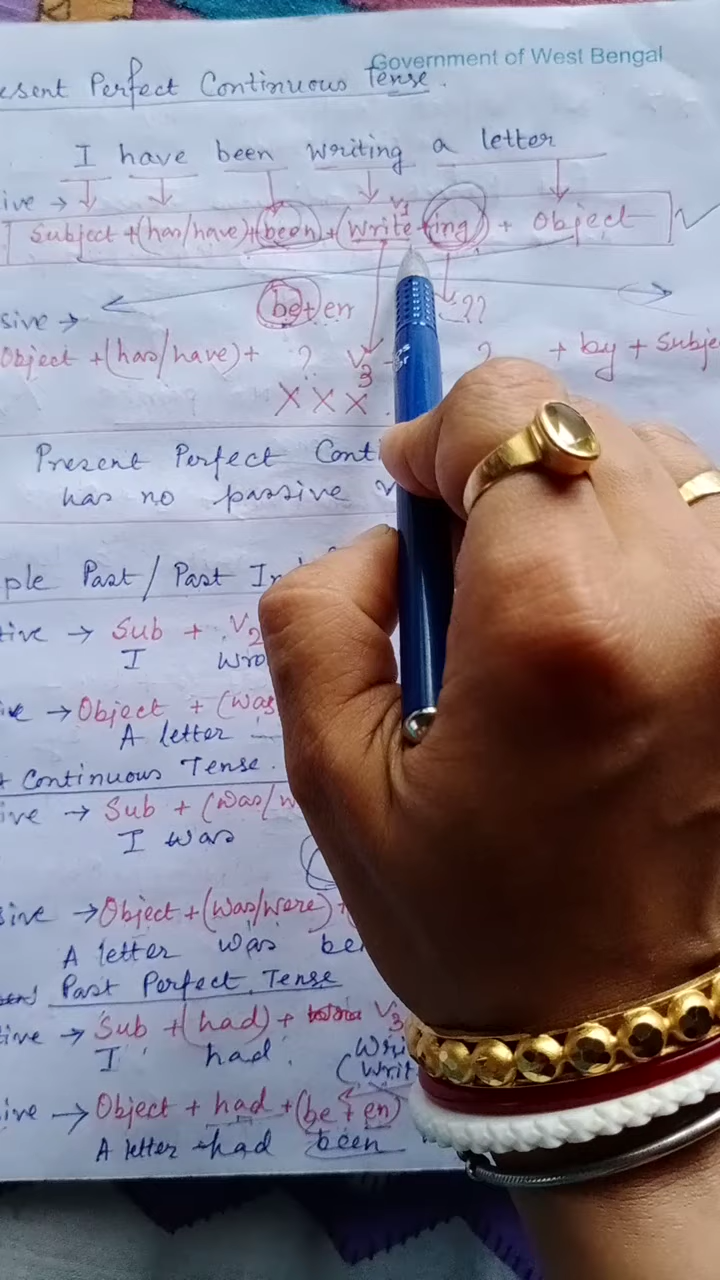 Government of West Bengal
esent Perfect Continuous Tense.
I have been writing a letter
ive →
V1
Subject + (has/have) + been + (write + ing) + Object
be + en ??
sive →
Object + (has/have) + ? V3 ? + by + Subje
X X X
Present Perfect Cont
has no passive
ple Past / Past In
tive → Sub + V2
I Wro
ive → Object + (was
A letter
t Continuous Tense.
ive → Sub + (was/w
I was
sive → Object + (was/were) +
A letter was bei
Past Perfect Tense
tive → Sub + (had) + V3
I had Wri
(writ
sive → Object + had + (be + en)
A letter had been